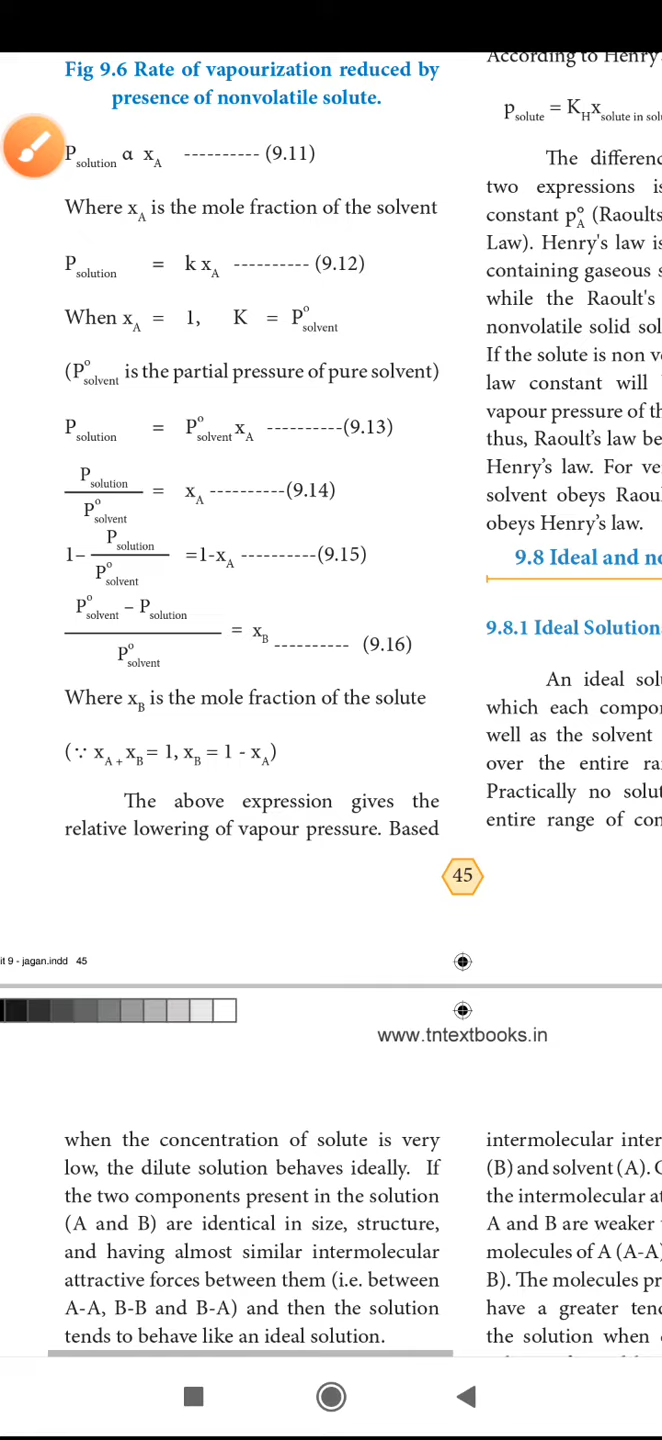 Fig 9.6 Rate of vapourization reduced by
presence of nonvolatile solute.
P solution α x A ---------- (9.11)
Where x A is the mole fraction of the solvent
P solution = k x A ---------- (9.12)
When x A = 1, K = P° solvent
(P° solvent is the partial pressure of pure solvent)
P solution = P° solvent x A ----------(9.13)
P solution / P° solvent = x A ----------(9.14)
1– P solution / P° solvent =1-x A ----------(9.15)
P° solvent – P solution / P° solvent = x B ---------- (9.16)
Where x B is the mole fraction of the solute
(∵ x A + x B = 1, x B = 1 - x A)
The above expression gives the
relative lowering of vapour pressure. Based
According to Henry'
p solute = K H x solute in sol
The differenc
two expressions is
constant p° A (Raoults
Law). Henry's law is
containing gaseous s
while the Raoult's
nonvolatile solid sol
If the solute is non v
law constant will
vapour pressure of th
thus, Raoult's law be
Henry's law. For ve
solvent obeys Raou
obeys Henry's law.
9.8 Ideal and no
9.8.1 Ideal Solution
An ideal sol
which each compo
well as the solvent
over the entire ra
Practically no solut
entire range of con
45
it 9 - jagan.indd 45
www.tntextbooks.in
when the concentration of solute is very
low, the dilute solution behaves ideally. If
the two components present in the solution
(A and B) are identical in size, structure,
and having almost similar intermolecular
attractive forces between them (i.e. between
A-A, B-B and B-A) and then the solution
tends to behave like an ideal solution.
intermolecular inter
(B) and solvent (A).
the intermolecular at
A and B are weaker
molecules of A (A-A)
B). The molecules pr
have a greater tend
the solution when